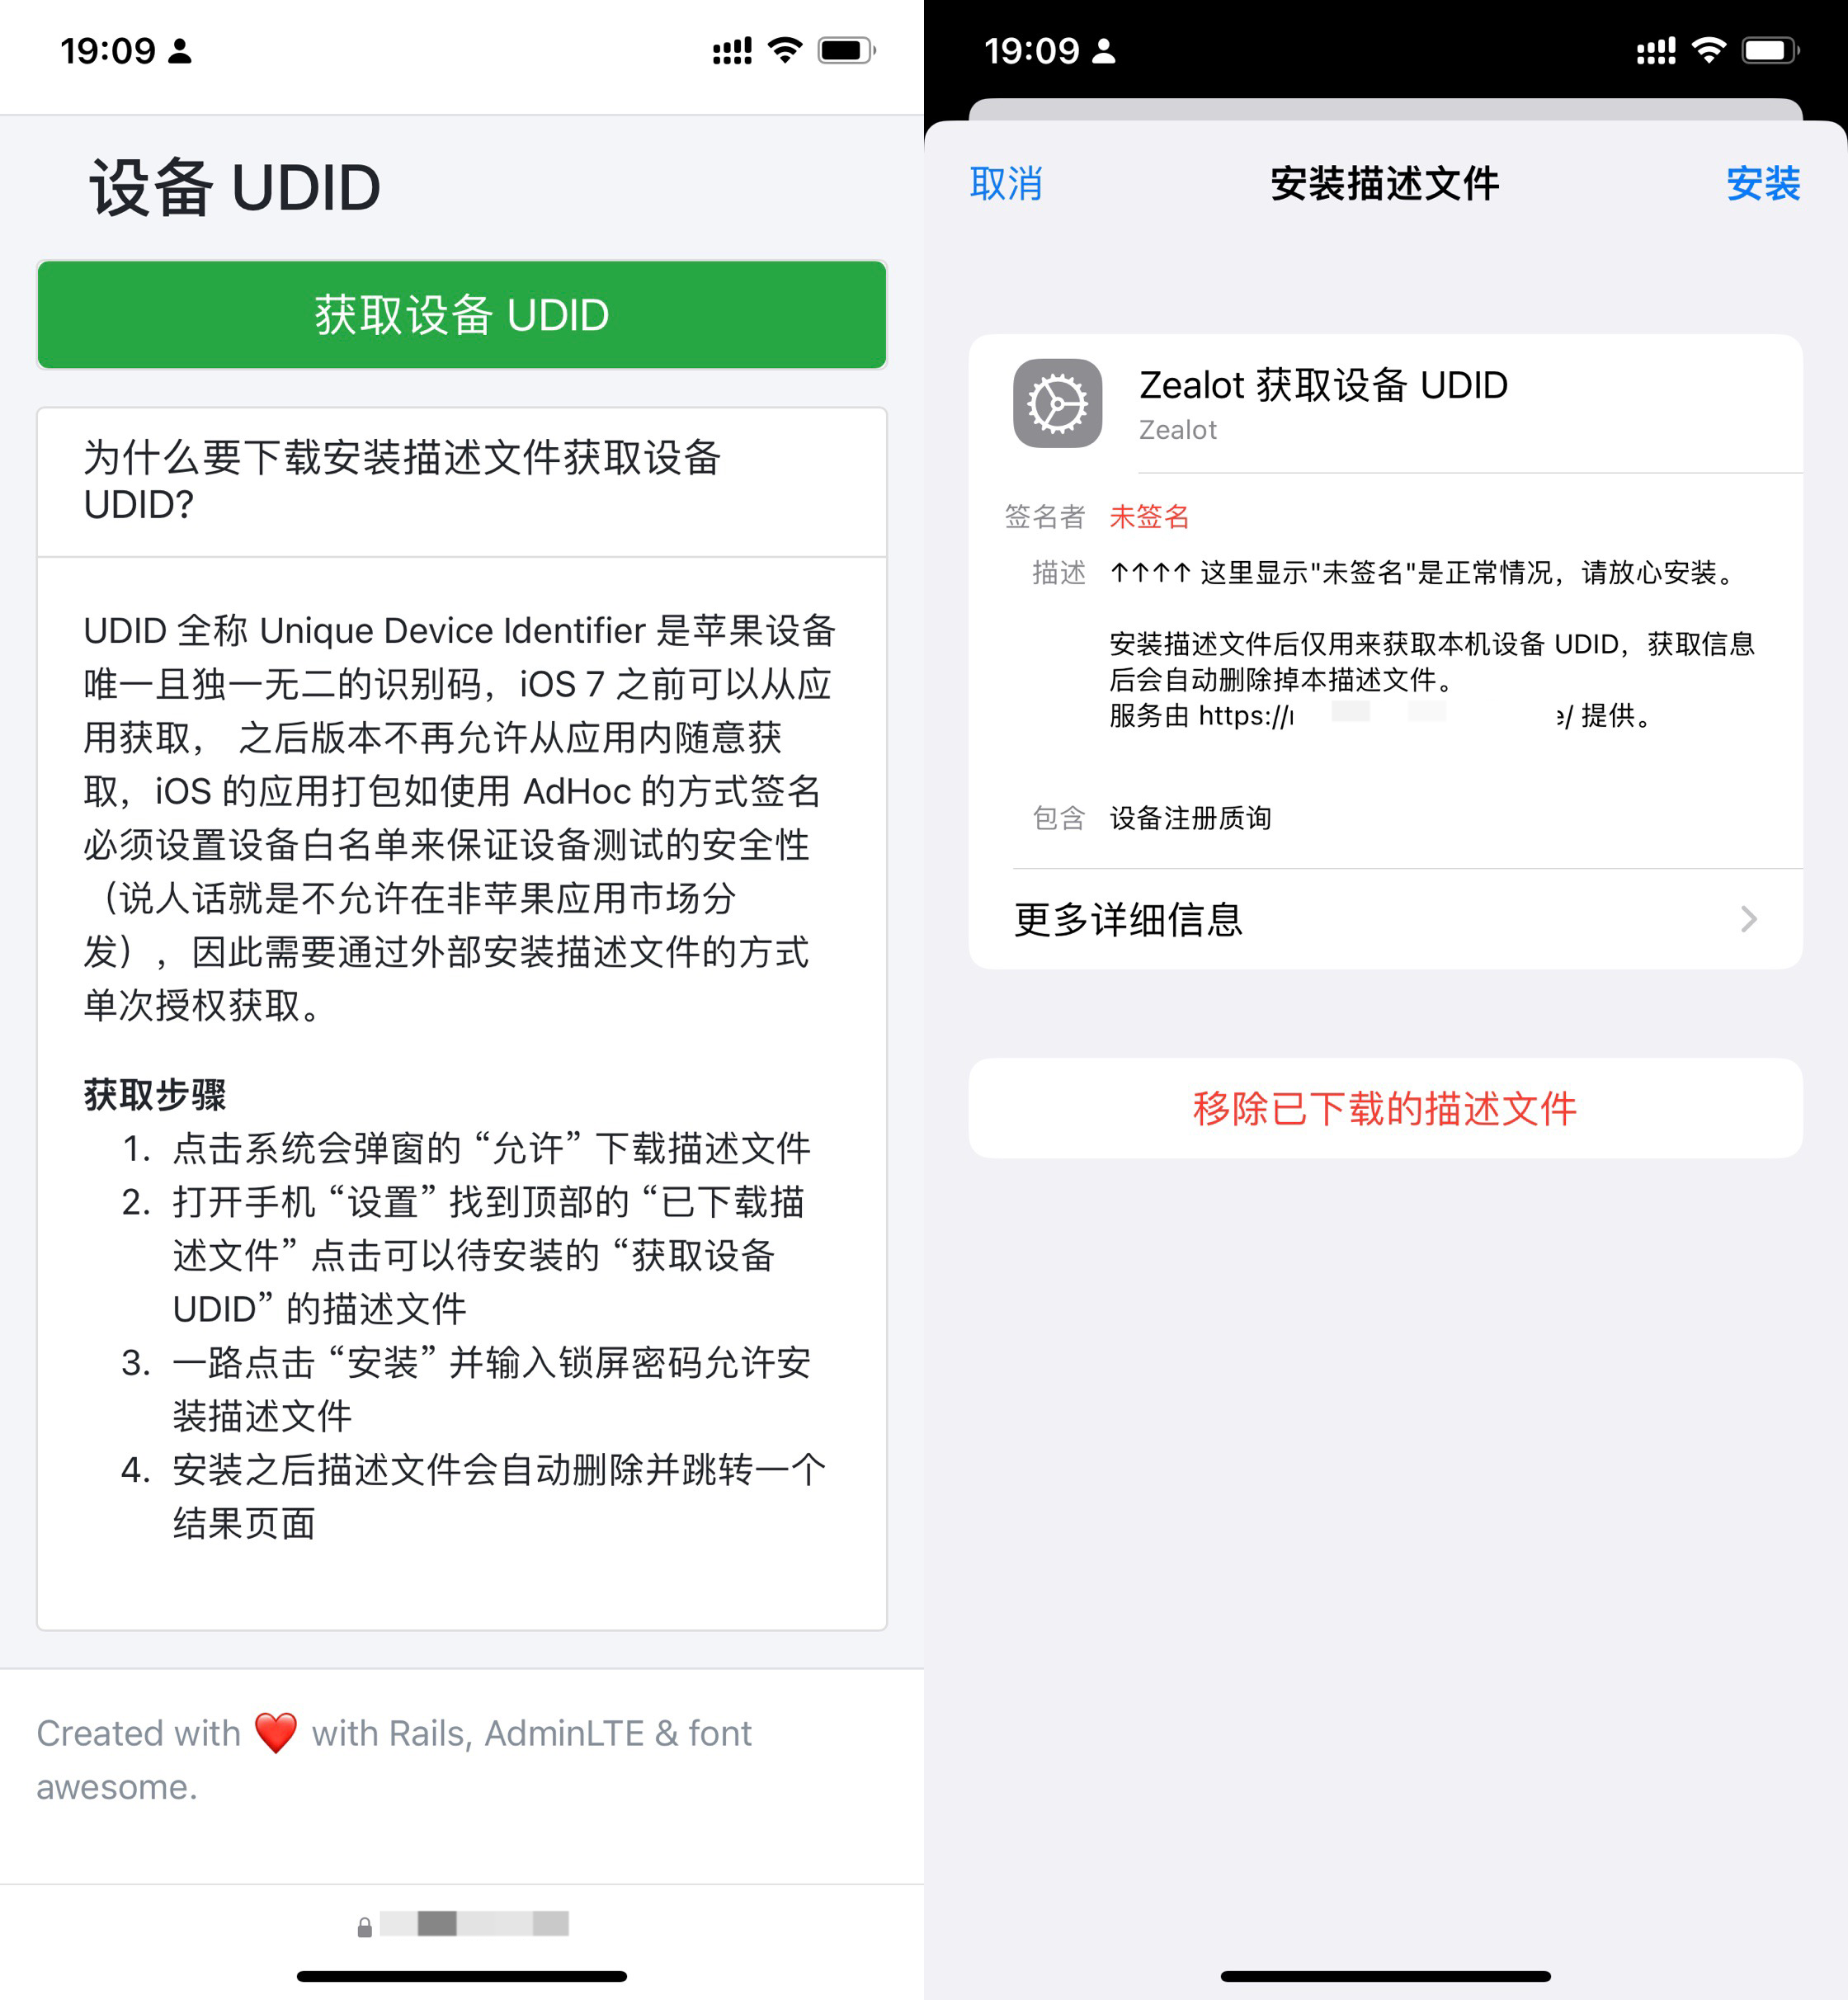 19:09
设备 UDID
获取设备 UDID
为什么要下载安装描述文件获取设备
UDID?
UDID 全称 Unique Device Identifier 是苹果设备
唯一且独一无二的识别码，iOS 7 之前可以从应
用获取， 之后版本不再允许从应用内随意获
取，iOS 的应用打包如使用 AdHoc 的方式签名
必须设置设备白名单来保证设备测试的安全性
（说人话就是不允许在非苹果应用市场分
发），因此需要通过外部安装描述文件的方式
单次授权获取。
获取步骤
1. 点击系统会弹窗的 “允许” 下载描述文件
2. 打开手机 “设置” 找到顶部的 “已下载描
述文件” 点击可以待安装的 “获取设备
UDID” 的描述文件
3. 一路点击 “安装” 并输入锁屏密码允许安
装描述文件
4. 安装之后描述文件会自动删除并跳转一个
结果页面
Created with ❤️ with Rails, AdminLTE & font
awesome.
19:09
取消 安装描述文件 安装
Zealot 获取设备 UDID
Zealot
签名者 未签名
描述 ↑↑↑↑ 这里显示"未签名"是正常情况，请放心安装。
安装描述文件后仅用来获取本机设备 UDID，获取信息
后会自动删除掉本描述文件。
服务由 https:// e/ 提供。
包含 设备注册质询
更多详细信息
移除已下载的描述文件